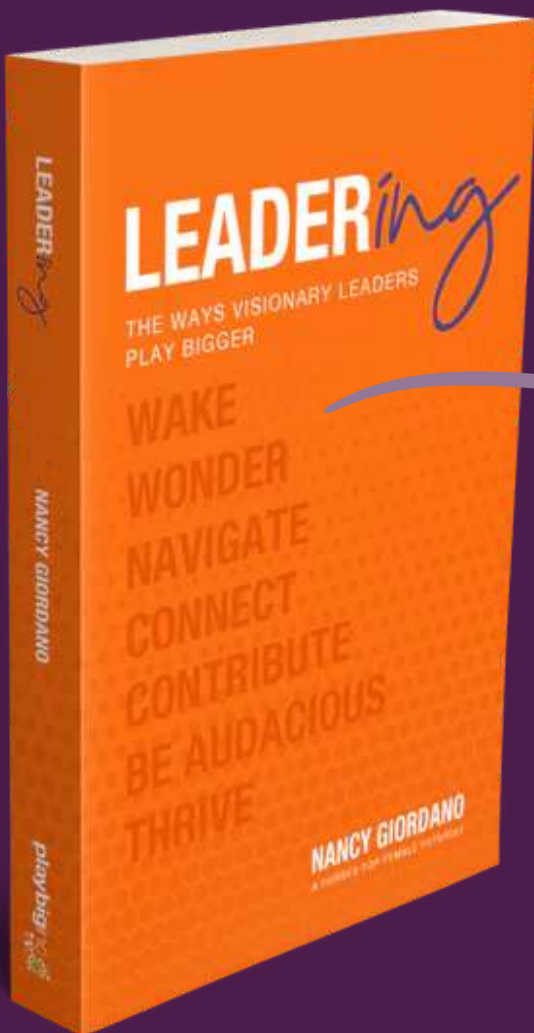 LEADERing
THE WAYS VISIONARY LEADERS
PLAY BIGGER
WAKE
WONDER
NAVIGATE
CONNECT
CONTRIBUTE
BE AUDACIOUS
THRIVE
NANCY GIORDANO
LEADERing
NANCY GIORDANO
playbiginc